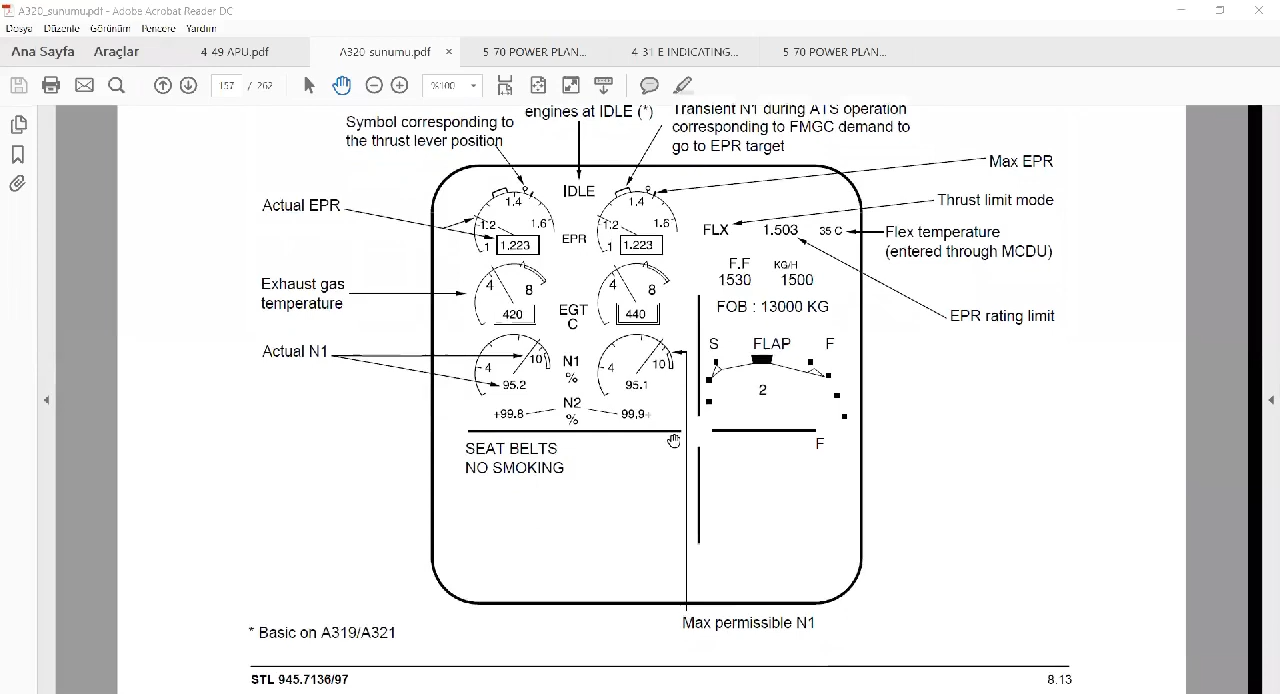 A320_sunumu.pdf - Adobe Acrobat Reader DC
Dosya Düzenle Görünüm Pencere Yardım
Ana Sayfa Araçlar 4-49 APU.pdf A320-sunumu.pdf × 5-70 POWER PLAN... 4-31 E INDICATING... 5-70 POWER PLAN...
157 / 262 %100
engines at IDLE (*)
Symbol corresponding to
the thrust lever position
Transient N1 during ATS operation
corresponding to FMGC demand to
go to EPR target
Max EPR
Thrust limit mode
Actual EPR
IDLE
1.4 1.4
1.2 1.6 1.2 1.6
1 1.223 EPR 1 1.223
FLX 1.503 35 C
Flex temperature
(entered through MCDU)
F.F KG/H
1530 1500
Exhaust gas
temperature
4 8 4 8
420 EGT 440
C
FOB : 13000 KG
EPR rating limit
S FLAP F
Actual N1
4 10 N1 4 10
% 
95.2 95.1
2
N2
+99.8 % 99,9+
F
SEAT BELTS
NO SMOKING
Max permissible N1
* Basic on A319/A321
STL 945.7136/97 8.13